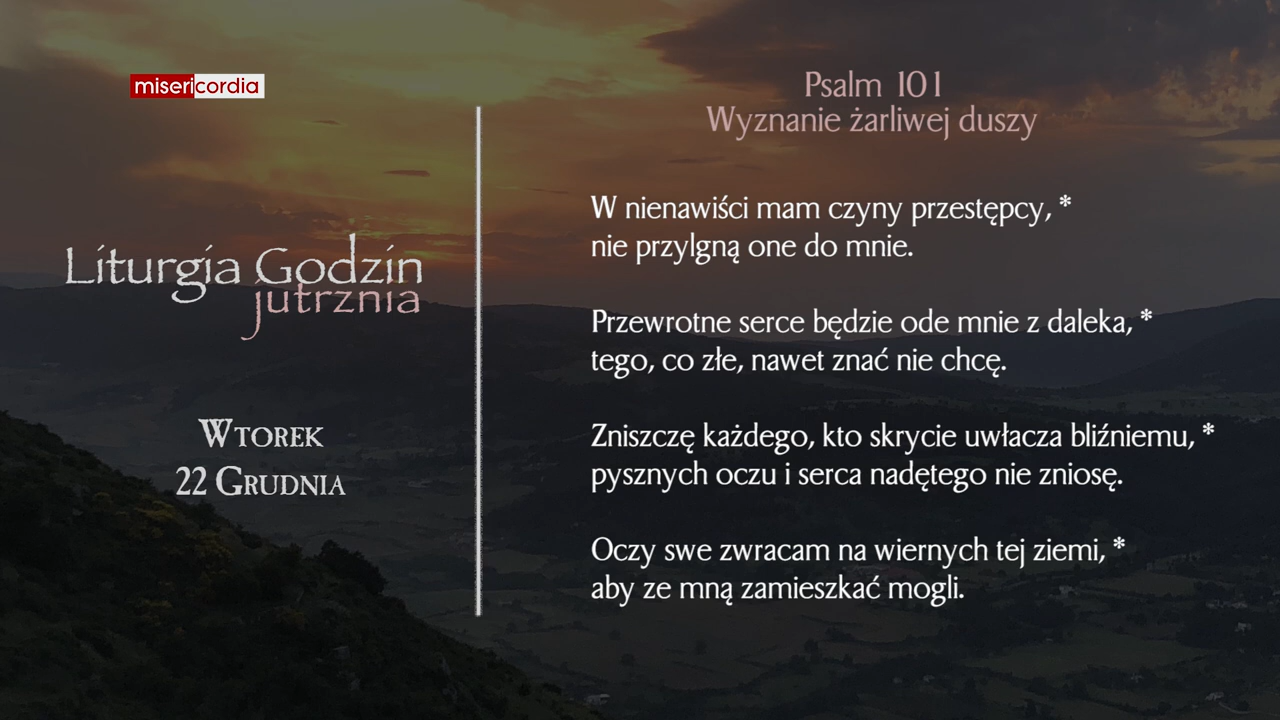 misericordia
Liturgia Godzin
jutrznia
Wtorek
22 Grudnia
Psalm 101
Wyznanie żarliwej duszy
W nienawiści mam czyny przestępcy, *
nie przylgną one do mnie.
Przewrotne serce będzie ode mnie z daleka, *
tego, co złe, nawet znać nie chcę.
Zniszczę każdego, kto skrycie uwłacza bliźniemu, *
pysznych oczu i serca nadętego nie zniosę.
Oczy swe zwracam na wiernych tej ziemi, *
aby ze mną zamieszkać mogli.